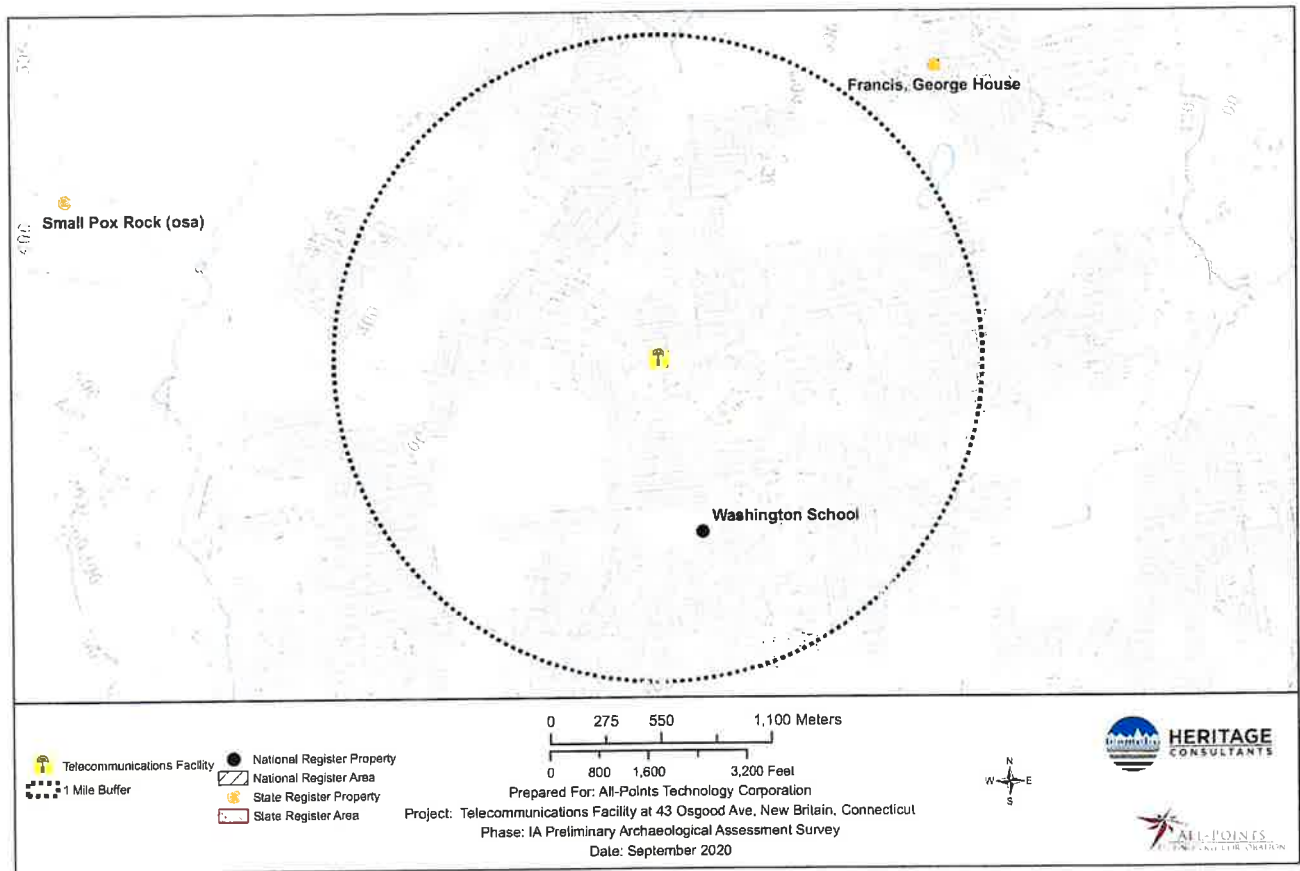 Francis, George House
Small Pox Rock (osa)
400
300
Washington School
0 275 550 1,100 Meters
0 800 1,600 3,200 Feet
Telecommunications Facility
1 Mile Buffer
National Register Property
National Register Area
State Register Property
State Register Area
Prepared For: All-Points Technology Corporation
Project: Telecommunications Facility at 43 Osgood Ave, New Britain, Connecticut
Phase: IA Preliminary Archaeological Assessment Survey
Date: September 2020
N
W E
S
HERITAGE
CONSULTANTS
ALL-POINTS